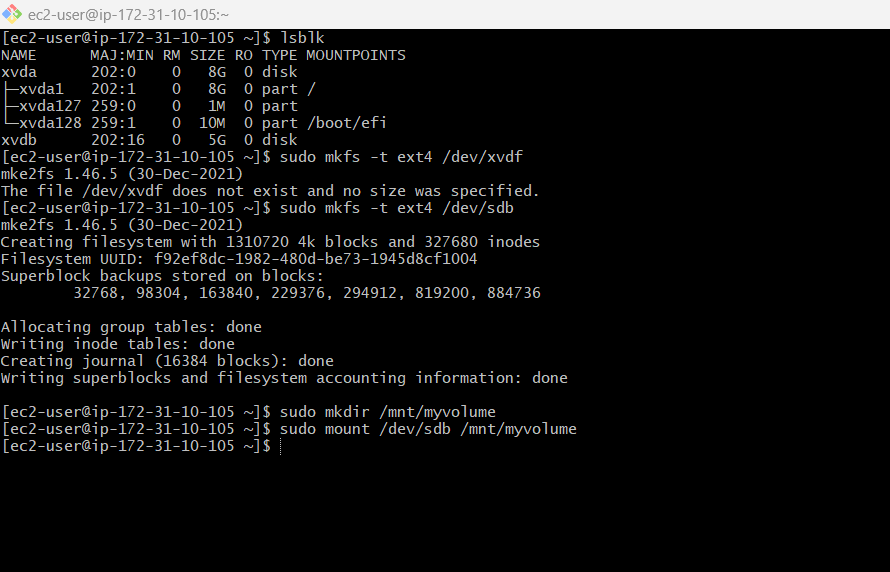 ec2-user@ip-172-31-10-105:~
[ec2-user@ip-172-31-10-105 ~]$ lsblk
NAME      MAJ:MIN RM SIZE RO TYPE MOUNTPOINTS
xvda      202:0    0   8G  0 disk
├─xvda1   202:1    0   8G  0 part /
├─xvda127 259:0    0   1M  0 part
└─xvda128 259:1    0  10M  0 part /boot/efi
xvdb      202:16   0   5G  0 disk
[ec2-user@ip-172-31-10-105 ~]$ sudo mkfs -t ext4 /dev/xvdf
mke2fs 1.46.5 (30-Dec-2021)
The file /dev/xvdf does not exist and no size was specified.
[ec2-user@ip-172-31-10-105 ~]$ sudo mkfs -t ext4 /dev/sdb
mke2fs 1.46.5 (30-Dec-2021)
Creating filesystem with 1310720 4k blocks and 327680 inodes
Filesystem UUID: f92ef8dc-1982-480d-be73-1945d8cf1004
Superblock backups stored on blocks:
        32768, 98304, 163840, 229376, 294912, 819200, 884736

Allocating group tables: done
Writing inode tables: done
Creating journal (16384 blocks): done
Writing superblocks and filesystem accounting information: done

[ec2-user@ip-172-31-10-105 ~]$ sudo mkdir /mnt/myvolume
[ec2-user@ip-172-31-10-105 ~]$ sudo mount /dev/sdb /mnt/myvolume
[ec2-user@ip-172-31-10-105 ~]$